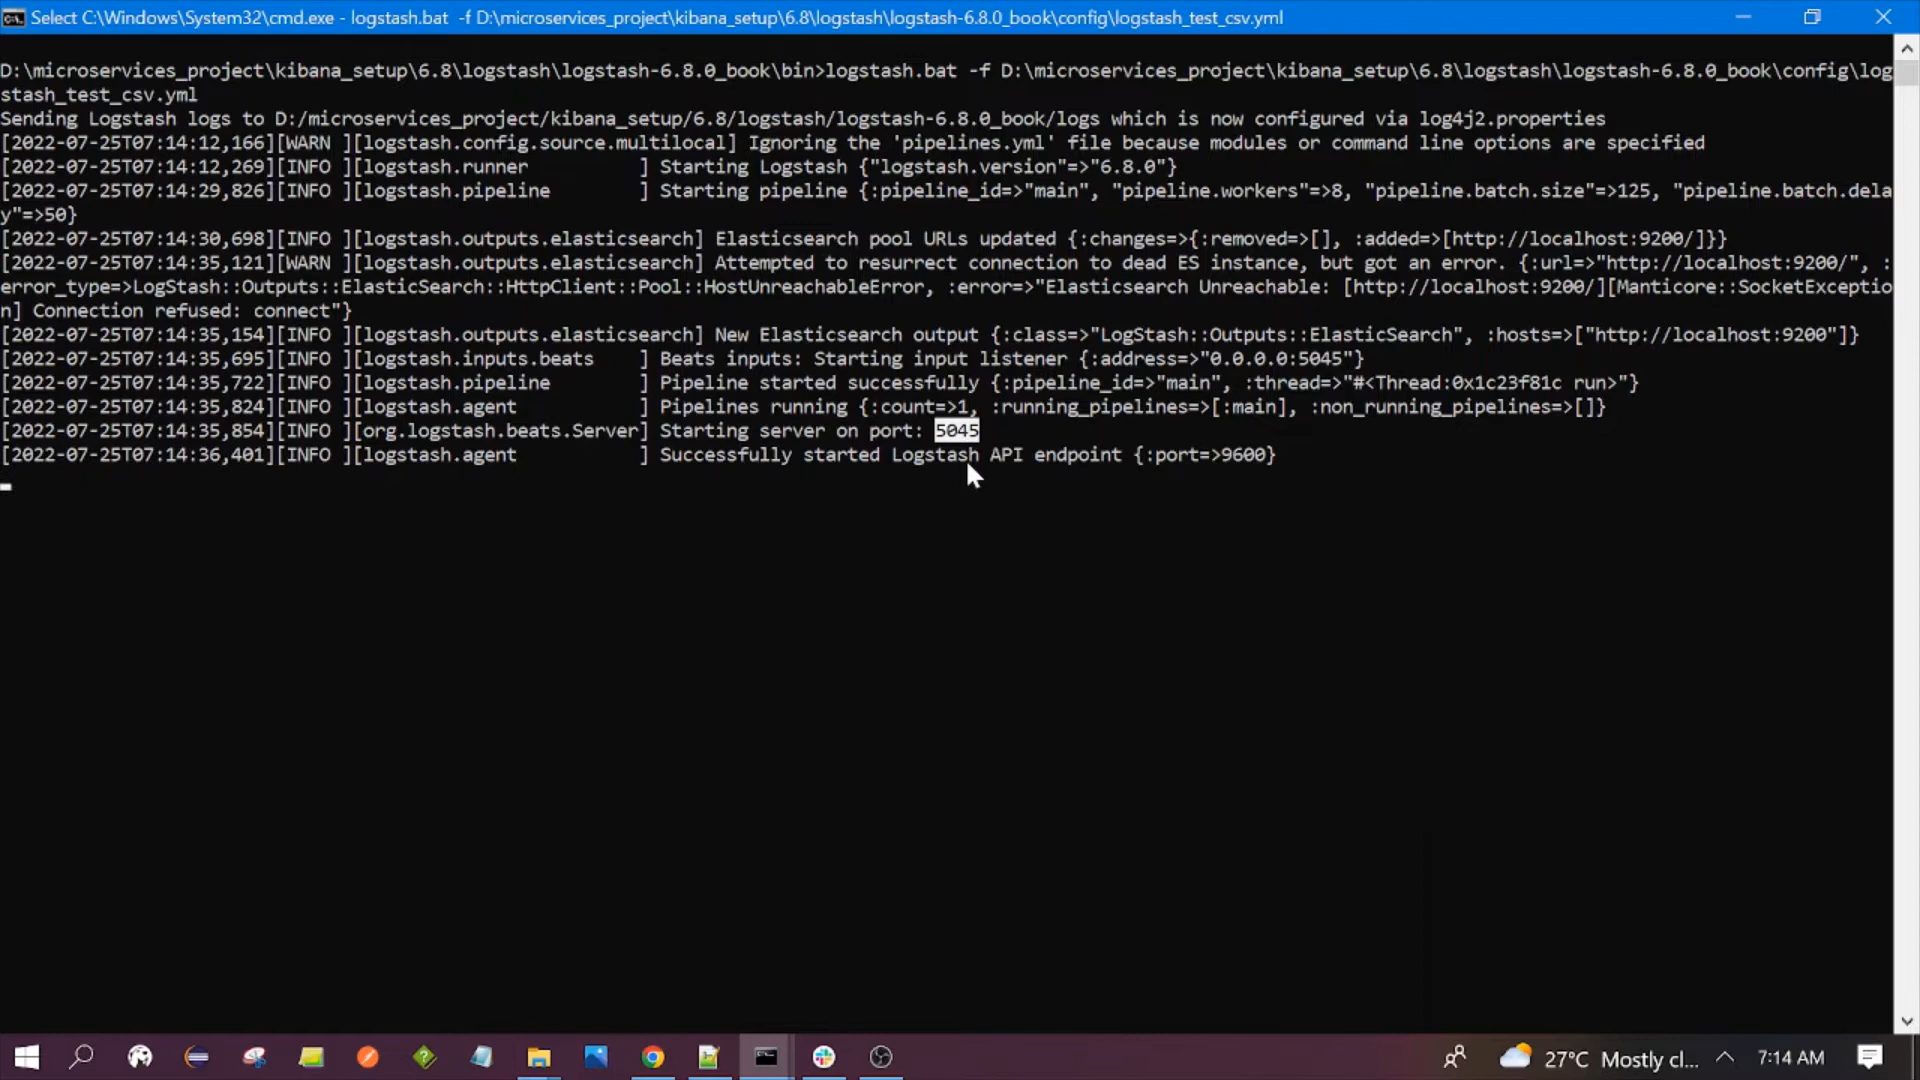 Select C:\Windows\System32\cmd.exe - logstash.bat  -f D:\microservices_project\kibana_setup\6.8\logstash\logstash-6.8.0_book\config\logstash_test_csv.yml
D:\microservices_project\kibana_setup\6.8\logstash\logstash-6.8.0_book\bin>logstash.bat -f D:\microservices_project\kibana_setup\6.8\logstash\logstash-6.8.0_book\config\log
stash_test_csv.yml
Sending Logstash logs to D:/microservices_project/kibana_setup/6.8/logstash/logstash-6.8.0_book/logs which is now configured via log4j2.properties
[2022-07-25T07:14:12,166][WARN ][logstash.config.source.multilocal] Ignoring the 'pipelines.yml' file because modules or command line options are specified
[2022-07-25T07:14:12,269][INFO ][logstash.runner          ] Starting Logstash {"logstash.version"=>"6.8.0"}
[2022-07-25T07:14:29,826][INFO ][logstash.pipeline        ] Starting pipeline {:pipeline_id=>"main", "pipeline.workers"=>8, "pipeline.batch.size"=>125, "pipeline.batch.dela
y"=>50}
[2022-07-25T07:14:30,698][INFO ][logstash.outputs.elasticsearch] Elasticsearch pool URLs updated {:changes=>{:removed=>[], :added=>[http://localhost:9200/]}}
[2022-07-25T07:14:35,121][WARN ][logstash.outputs.elasticsearch] Attempted to resurrect connection to dead ES instance, but got an error. {:url=>"http://localhost:9200/", :
error_type=>LogStash::Outputs::ElasticSearch::HttpClient::Pool::HostUnreachableError, :error=>"Elasticsearch Unreachable: [http://localhost:9200/][Manticore::SocketExceptio
n] Connection refused: connect"}
[2022-07-25T07:14:35,154][INFO ][logstash.outputs.elasticsearch] New Elasticsearch output {:class=>"LogStash::Outputs::ElasticSearch", :hosts=>["http://localhost:9200"]}
[2022-07-25T07:14:35,695][INFO ][logstash.inputs.beats    ] Beats inputs: Starting input listener {:address=>"0.0.0.0:5045"}
[2022-07-25T07:14:35,722][INFO ][logstash.pipeline        ] Pipeline started successfully {:pipeline_id=>"main", :thread=>"#<Thread:0x1c23f81c run>"}
[2022-07-25T07:14:35,824][INFO ][logstash.agent           ] Pipelines running {:count=>1, :running_pipelines=>[:main], :non_running_pipelines=>[]}
[2022-07-25T07:14:35,854][INFO ][org.logstash.beats.Server] Starting server on port: 5045
[2022-07-25T07:14:36,401][INFO ][logstash.agent           ] Successfully started Logstash API endpoint {:port=>9600}
27°C Mostly cl... 7:14 AM